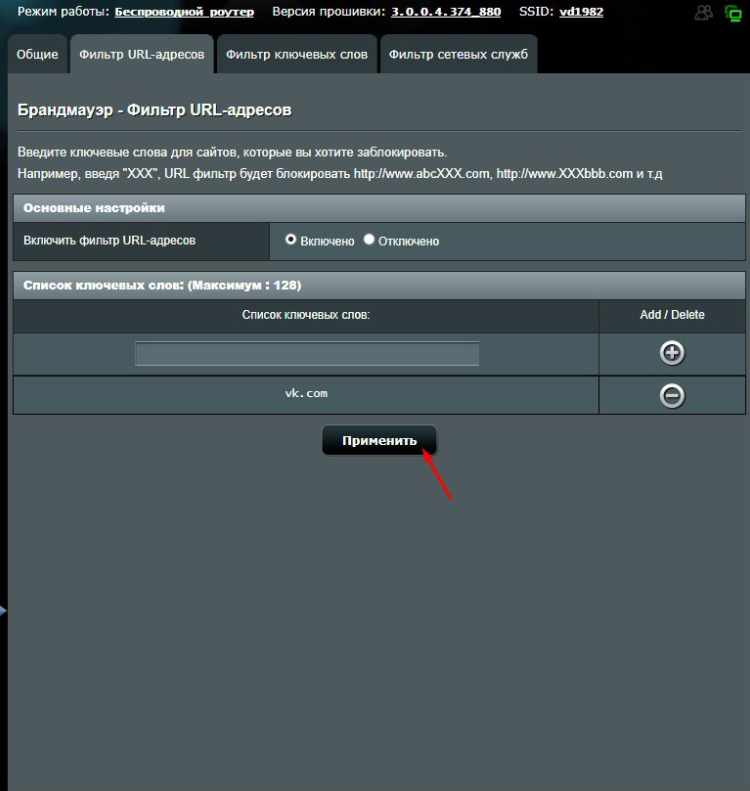 Режим работы: Беспроводной роутер Версия прошивки: 3.0.0.4.374_880 SSID: vd1982
Общие Фильтр URL-адресов Фильтр ключевых слов Фильтр сетевых служб
Брандмауэр - Фильтр URL-адресов
Введите ключевые слова для сайтов, которые вы хотите заблокировать.
Например, введя "XXX", URL фильтр будет блокировать http://www.abcXXX.com, http://www.XXXbbb.com и т.д
Основные настройки
Включить фильтр URL-адресов Включено Отключено
Список ключевых слов: (Максимум : 128)
Список ключевых слов: Add / Delete
vk.com
Применить